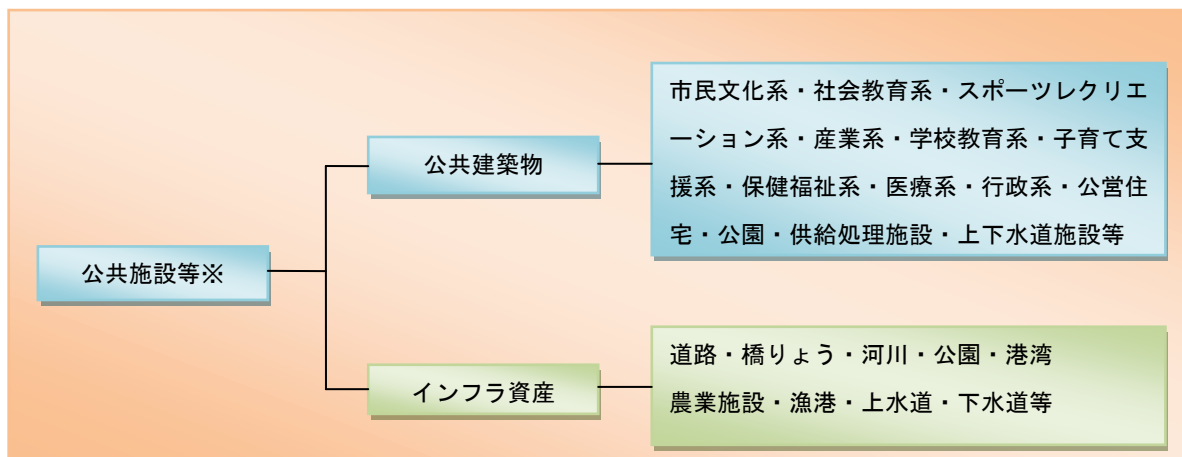 市民文化系・社会教育系・スポーツレクリエ
ーション系・産業系・学校教育系・子育て支
援系・保健福祉系・医療系・行政系・公営住
宅・公園・供給処理施設・上下水道施設等
公共建築物
公共施設等※
インフラ資産
道路・橋りょう・河川・公園・港湾
農業施設・漁港・上水道・下水道等